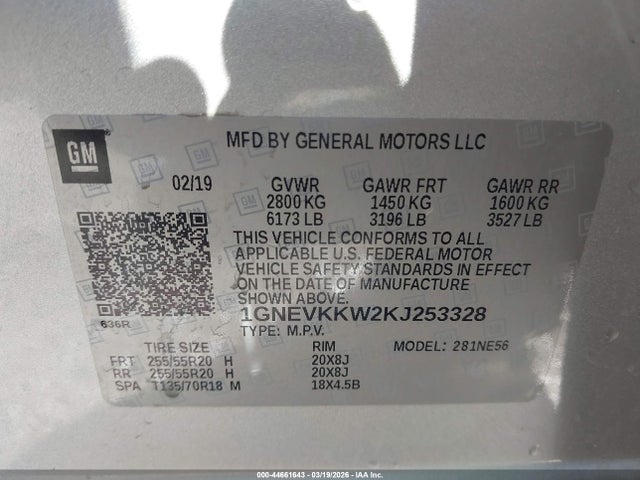 GM
MFD BY GENERAL MOTORS LLC
02/19 GVWR GAWR FRT GAWR RR
2800 KG 1450 KG 1600 KG
6173 LB 3196 LB 3527 LB
THIS VEHICLE CONFORMS TO ALL
APPLICABLE U.S. FEDERAL MOTOR
VEHICLE SAFETY STANDARDS IN EFFECT
ON THE DATE OF MANUFACTURE
SHOWN ABOVE.
636R 1GNEVKKW2KJ253328
TYPE: M.P.V.
TIRE SIZE RIM MODEL: 281NE56
FRT 255/55R20 H 20X8J
RR 255/55R20 H 20X8J
SPA T135/70R18 M 18X4.5B
000-44661643 | 03/19/2026 | IAA Inc.